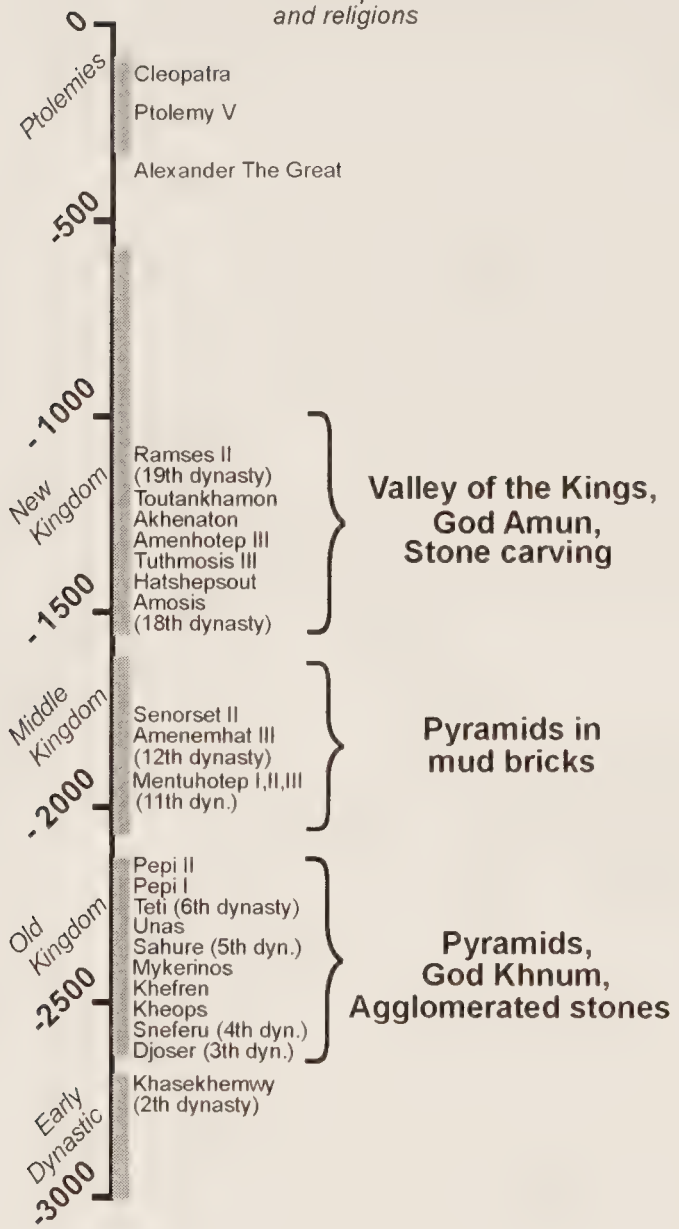 and religions
0
Ptolemies
Cleopatra
Ptolemy V
Alexander The Great
-500
- 1000
New
Kingdom
Ramses II
(19th dynasty)
Toutankhamon
Akhenaton
Amenhotep III
Tuthmosis III
Hatshepsout
Amosis
(18th dynasty)
Valley of the Kings,
God Amun,
Stone carving
- 1500
Middle
Kingdom
Senorset II
Amenemhat III
(12th dynasty)
Mentuhotep I,II,III
(11th dyn.)
Pyramids in
mud bricks
- 2000
Old
Kingdom
Pepi II
Pepi I
Teti (6th dynasty)
Unas
Sahure (5th dyn.)
Mykerinos
Khefren
Kheops
Sneferu (4th dyn.)
Djoser (3th dyn.)
Pyramids,
God Khnum,
Agglomerated stones
-2500
Early
Dynastic
Khasekhemwy
(2th dynasty)
-3000